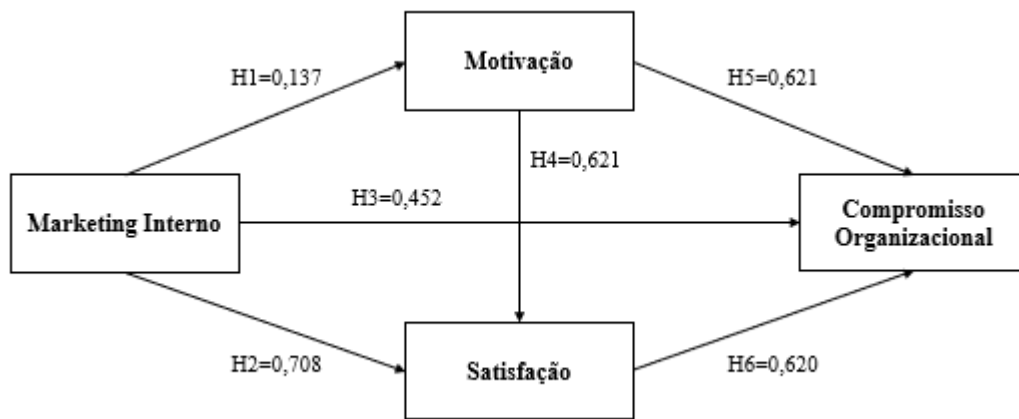 Motivação
H1=0,137
H5=0,621
H4=0,621
H3=0,452
Marketing Interno
Compromisso
Organizacional
H2=0,708
Satisfação
H6=0,620